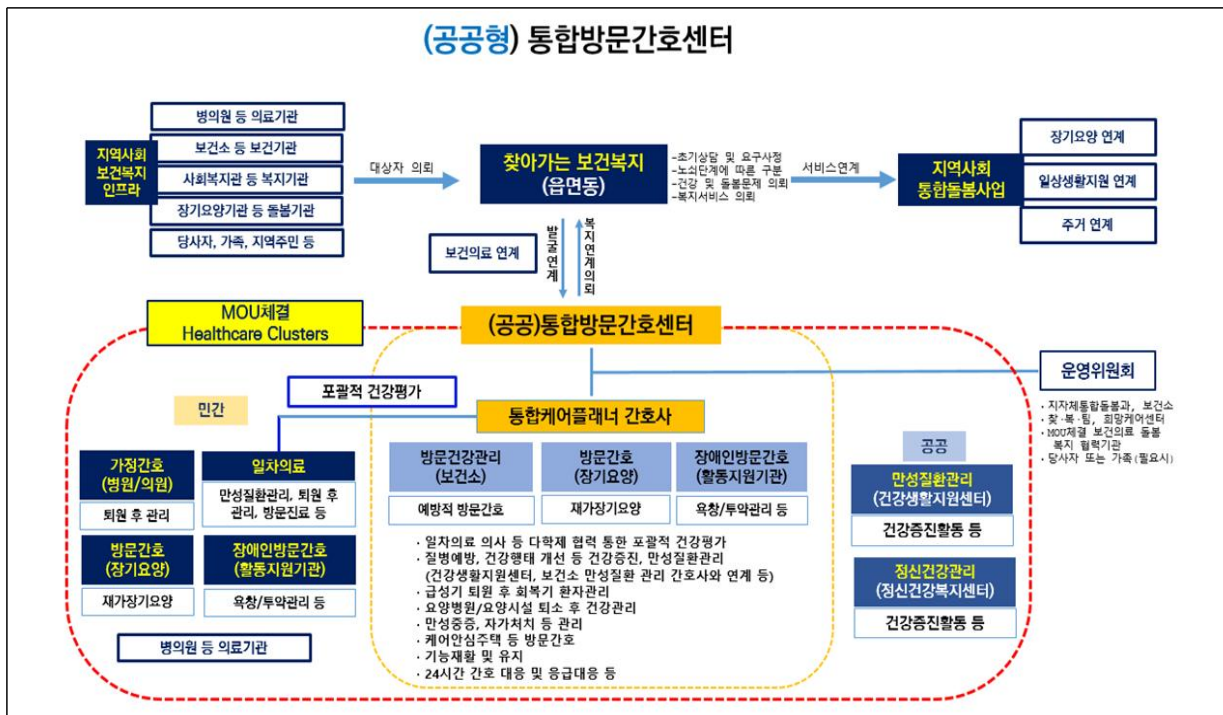 (공공형) 통합방문간호센터
지역사회
보건복지
인프라
병의원 등 의료기관
보건소 등 보건기관
사회복지관 등 복지기관
장기요양기관 등 돌봄기관
당사자, 가족, 지역주민 등
대상자 의뢰
찾아가는 보건복지
(읍면동)
-초기상담 및 요구사정
-노쇠단계에 따른 구분
-건강 및 돌봄문제 의뢰
-복지서비스 의뢰
서비스연계
지역사회
통합돌봄사업
장기요양 연계
일상생활지원 연계
주거 연계
보건의료 연계
발굴연계
복지연계의뢰
MOU체결
Healthcare Clusters
(공공)통합방문간호센터
운영위원회
· 지자체통합돌봄과, 보건소
· 찾·복·팀, 희망케어센터
· MOU체결 보건의료 돌봄
복지 협력기관
· 당사자 또는 가족(필요시)
포괄적 건강평가
통합케어플래너 간호사
민간
가정간호
(병원/의원)
퇴원 후 관리
일차의료
만성질환관리, 퇴원 후
관리, 방문진료 등
방문간호
(장기요양)
재가장기요양
장애인방문간호
(활동지원기관)
욕창/투약관리 등
병의원 등 의료기관
방문건강관리
(보건소)
예방적 방문간호
방문간호
(장기요양)
재가장기요양
장애인방문간호
(활동지원기관)
욕창/투약관리 등
· 일차의료 의사 등 다학제 협력 통한 포괄적 건강평가
· 질병예방, 건강행태 개선 등 건강증진, 만성질환관리
(건강생활지원센터, 보건소 만성질환 관리 간호사와 연계 등)
· 급성기 퇴원 후 회복기 환자관리
· 요양병원/요양시설 퇴소 후 건강관리
· 만성중증, 자가처치 등 관리
· 케어안심주택 등 방문간호
· 기능재활 및 유지
· 24시간 간호 대응 및 응급대응 등
공공
만성질환관리
(건강생활지원센터)
건강증진활동 등
정신건강관리
(정신건강복지센터)
건강증진활동 등